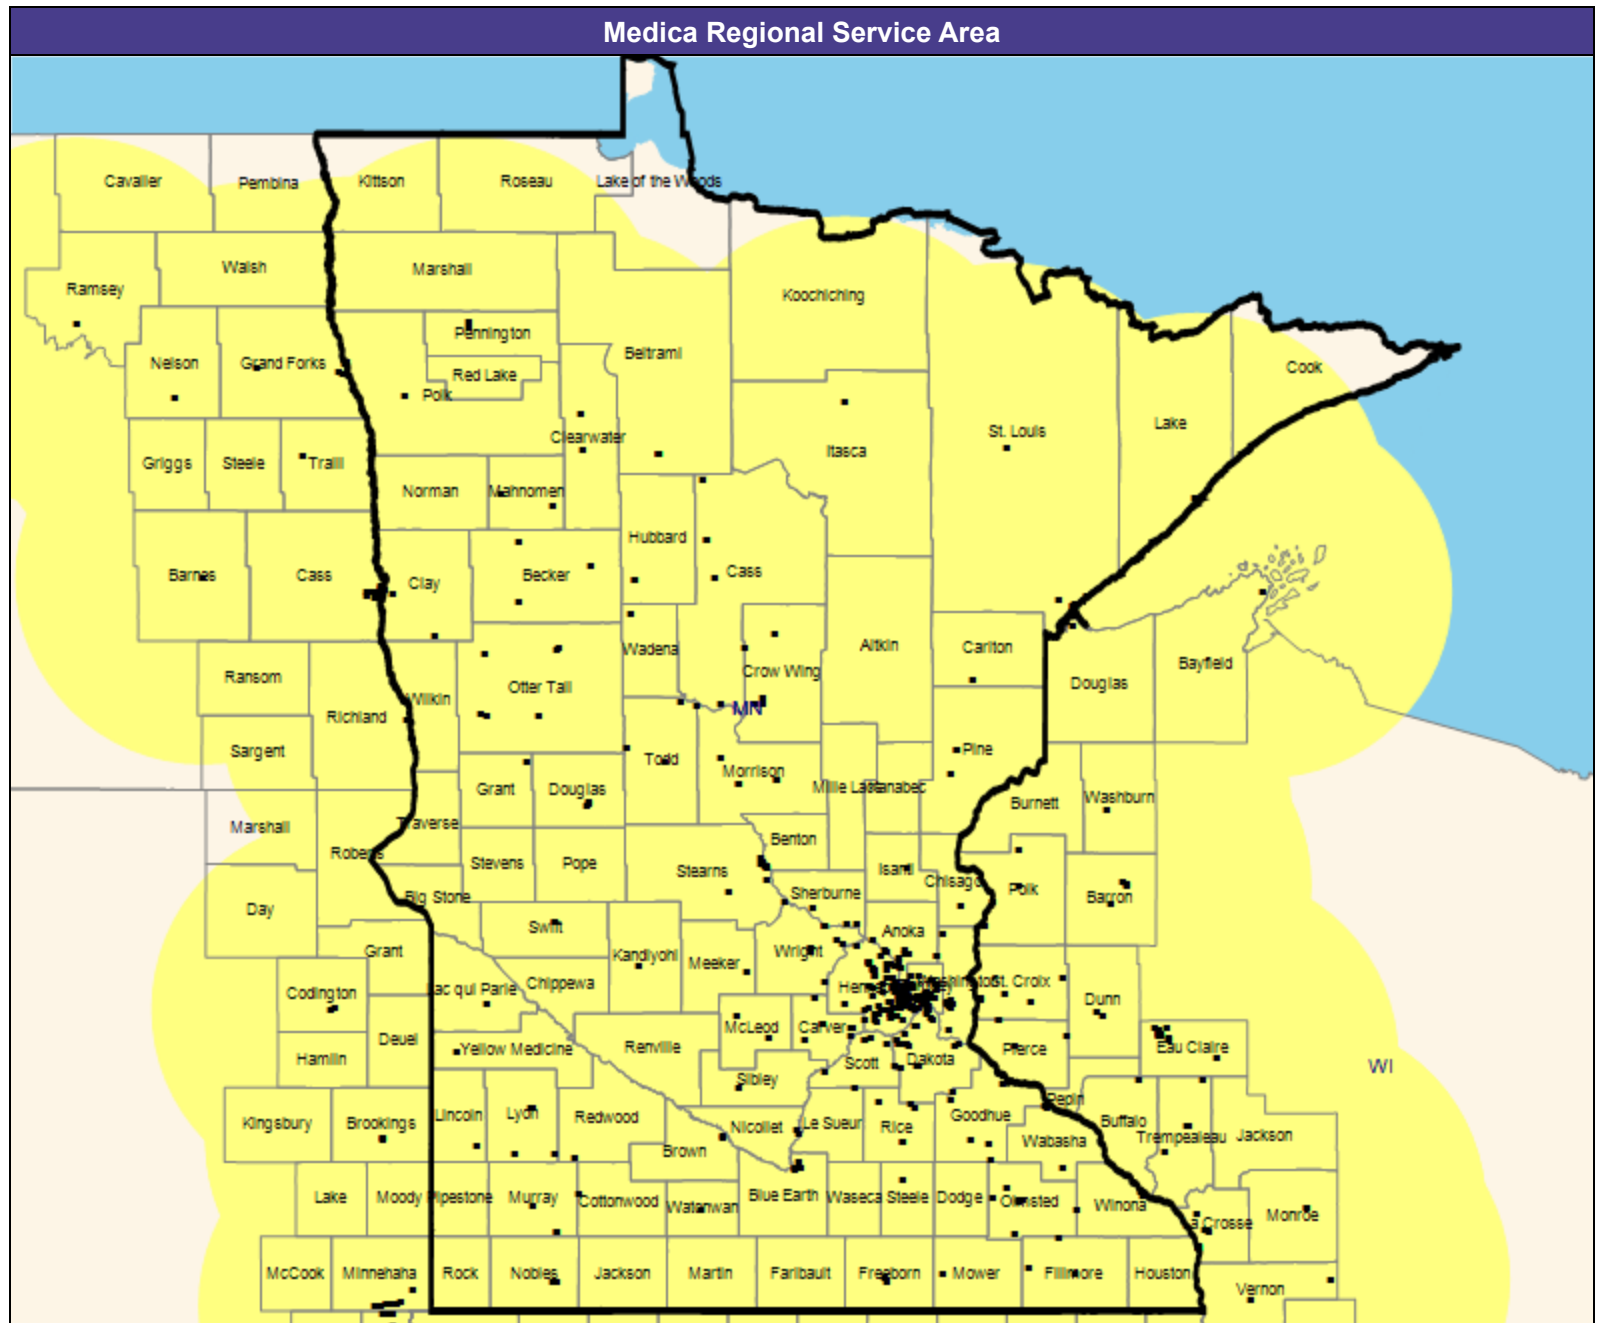 Medica Regional Service Area
Cavalier
Pembina
Kittson
Roseau
Lake of the Woods
Walsh
Marshall
Ramsey
Koochiching
Pennington
Nelson
Grand Forks
Beltrami
Cook
Red Lake
Polk
Lake
St. Louis
Clearwater
Itasca
Griggs
Steele
Traill
Norman
Mahnomen
Hubbard
Cass
Barnes
Cass
Clay
Becker
Wadena
Aitkin
Carlton
Crow Wing
Bayfield
Douglas
Ransom
Otter Tail
Wilkin
Richland
MN
Sargent
Pine
Todd
Morrison
Grant
Douglas
Mille Lacs
Kanabec
Burnett
Washburn
Marshall
Traverse
Roberts
Benton
Stevens
Pope
Stearns
Isanti
Chisago
Polk
Barron
Big Stone
Sherburne
Day
Swift
Anoka
Grant
Kandiyohi
Meeker
Wright
Codington
Lac qui Parle
Chippewa
Washington
St. Croix
Dunn
McLeod
Carver
Deuel
Hamlin
Yellow Medicine
Renville
Scott
Dakota
Pierce
Eau Claire
WI
Sibley
Kingsbury
Brookings
Lincoln
Lyon
Redwood
Nicollet
Le Sueur
Rice
Goodhue
Pepin
Buffalo
Trempealeau
Jackson
Brown
Wabasha
Lake
Moody
Pipestone
Murray
Cottonwood
Watonwan
Blue Earth
Waseca
Steele
Dodge
Olmsted
Winona
La Crosse
Monroe
McCook
Minnehaha
Rock
Nobles
Jackson
Martin
Faribault
Freeborn
Mower
Fillmore
Houston
Vernon